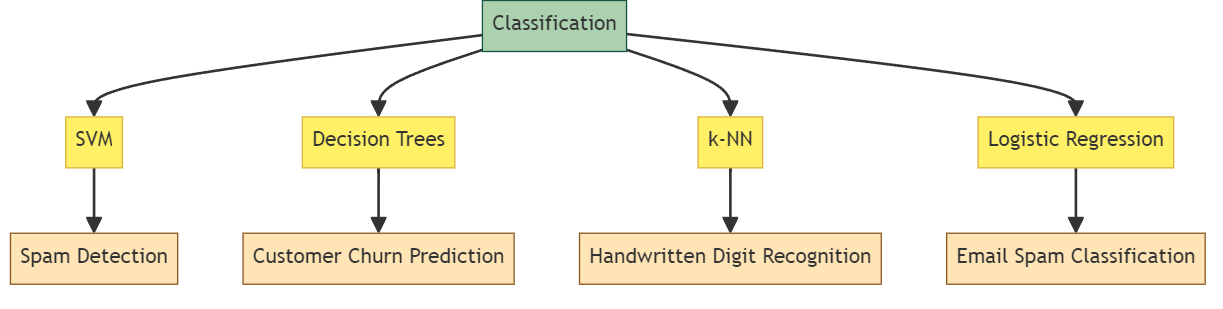 Classification
SVM
Decision Trees
k-NN
Logistic Regression
Spam Detection
Customer Churn Prediction
Handwritten Digit Recognition
Email Spam Classification